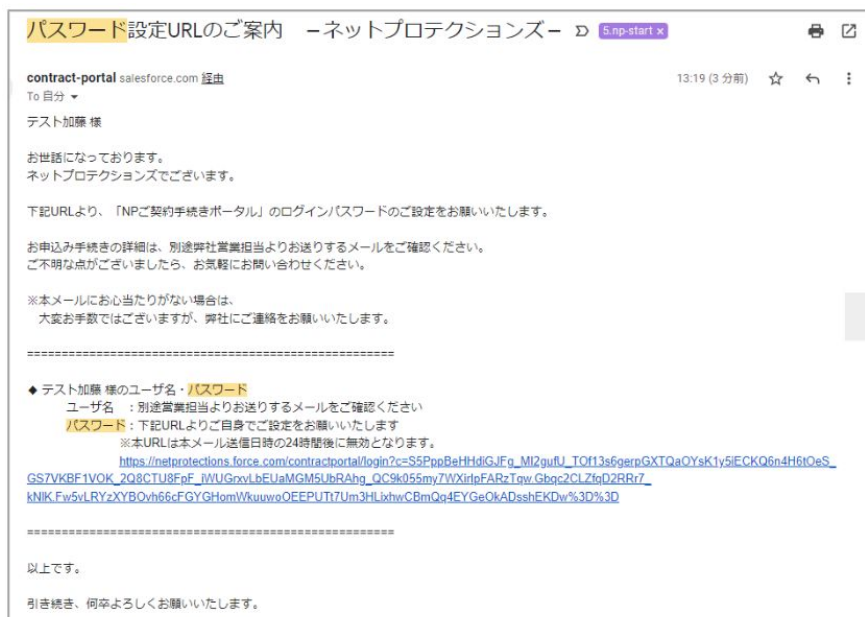 パスワード設定URLのご案内　－ネットプロテクションズ－ 5.np-start ×
contract-portal salesforce.com 経由
13:19 (3 分前)
To 自分
テスト加藤 様
お世話になっております。
ネットプロテクションズでございます。
下記URLより、「NPご契約手続きポータル」のログインパスワードのご設定をお願いいたします。
お申込み手続きの詳細は、別途弊社営業担当よりお送りするメールをご確認ください。
ご不明な点がございましたら、お気軽にお問い合わせください。
※本メールにお心当たりがない場合は、
大変お手数ではございますが、弊社にご連絡をお願いいたします。
=====================================================
◆ テスト加藤 様のユーザ名・パスワード
ユーザ名　：別途営業担当よりお送りするメールをご確認ください
パスワード：下記URLよりご自身でご設定をお願いいたします
※本URLは本メール送信日時の24時間後に無効となります。
https://netprotections.force.com/contractportal/login?c=S5PppBeHHdiGJFg_MI2gufU_TOf13s6gerpGXTQaOYsK1y5iECKQ6n4H6tOeS_
GS7VKBF1VOK_2Q8CTU8FpF_iWUGrxvLbEUaMGM5UbRAhg_QC9k055my7WXirIpFARzTqw.Gbqc2CLZfqD2RRr7_
kNIK.Fw5vLRYzXYBOvh66cFGYGHomWkuuwoOEEPUTt7Um3HLixhwCBmQq4EYGeOkADsshEKDw%3D%3D
=====================================================
以上です。
引き続き、何卒よろしくお願いいたします。